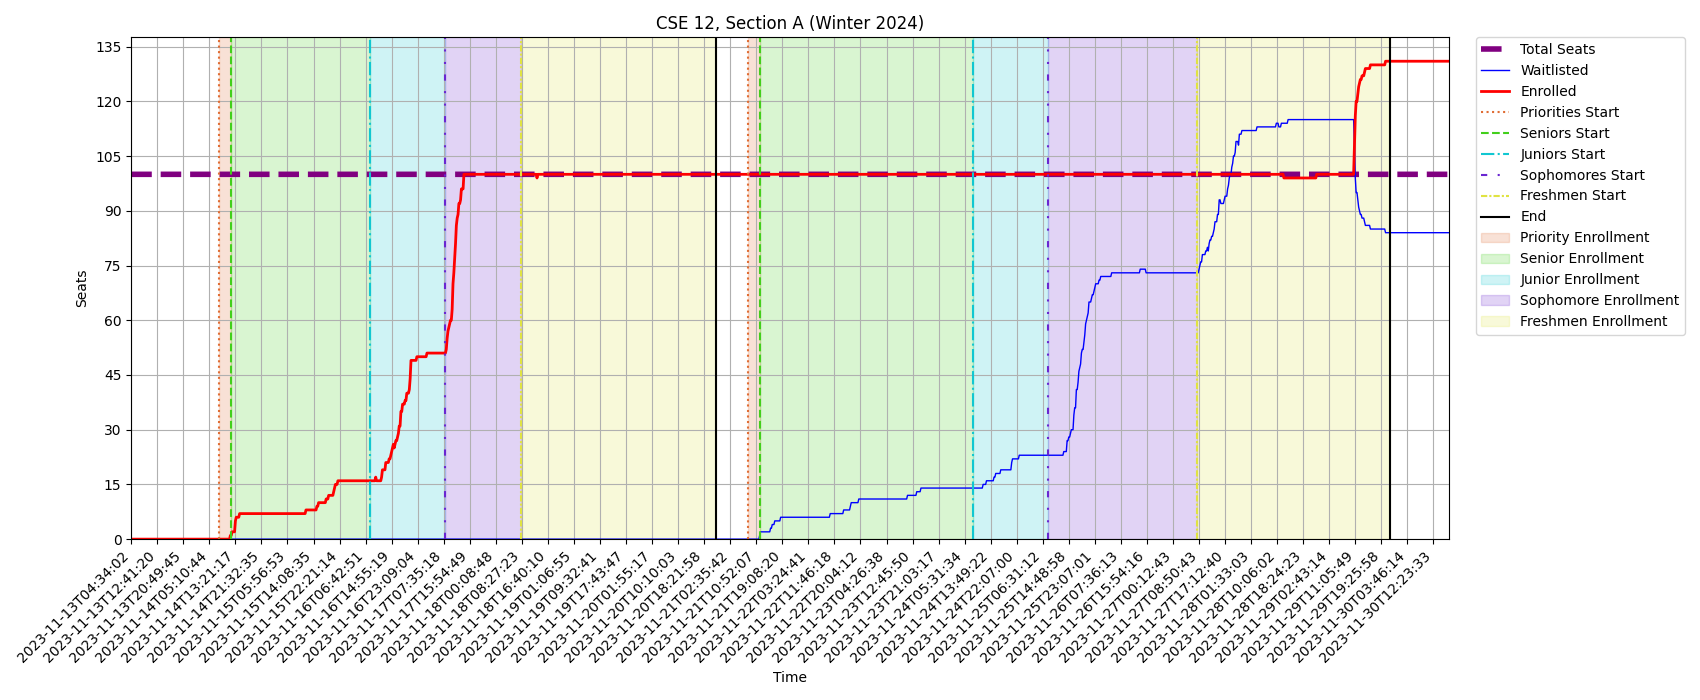 CSE 12, Section A (Winter 2024)
135
120
105
90
75
60
45
30
15
0
Seats
2023-11-13T04:34:02
2023-11-13T12:41:20
2023-11-13T20:49:45
2023-11-14T05:10:44
2023-11-14T13:21:17
2023-11-14T21:32:35
2023-11-15T05:56:53
2023-11-15T14:08:35
2023-11-15T22:21:14
2023-11-16T06:42:51
2023-11-16T14:55:19
2023-11-16T23:09:04
2023-11-17T07:35:18
2023-11-17T15:54:49
2023-11-18T00:08:48
2023-11-18T08:27:23
2023-11-18T16:40:10
2023-11-19T01:06:55
2023-11-19T09:32:41
2023-11-19T17:43:47
2023-11-20T01:55:17
2023-11-20T10:10:03
2023-11-20T18:21:58
2023-11-21T02:35:42
2023-11-21T10:52:07
2023-11-21T19:08:20
2023-11-22T03:24:41
2023-11-22T11:46:18
2023-11-22T20:04:12
2023-11-23T04:26:38
2023-11-23T12:45:50
2023-11-23T21:03:17
2023-11-24T05:31:34
2023-11-24T13:49:22
2023-11-24T22:07:00
2023-11-25T06:31:12
2023-11-25T14:48:58
2023-11-25T23:07:01
2023-11-26T07:36:13
2023-11-26T15:54:16
2023-11-27T00:12:43
2023-11-27T08:50:43
2023-11-27T17:12:40
2023-11-28T01:33:03
2023-11-28T10:06:02
2023-11-28T18:24:23
2023-11-29T02:43:14
2023-11-29T11:05:49
2023-11-29T19:25:58
2023-11-30T03:46:14
2023-11-30T12:23:33
Time
Total Seats
Waitlisted
Enrolled
Priorities Start
Seniors Start
Juniors Start
Sophomores Start
Freshmen Start
End
Priority Enrollment
Senior Enrollment
Junior Enrollment
Sophomore Enrollment
Freshmen Enrollment